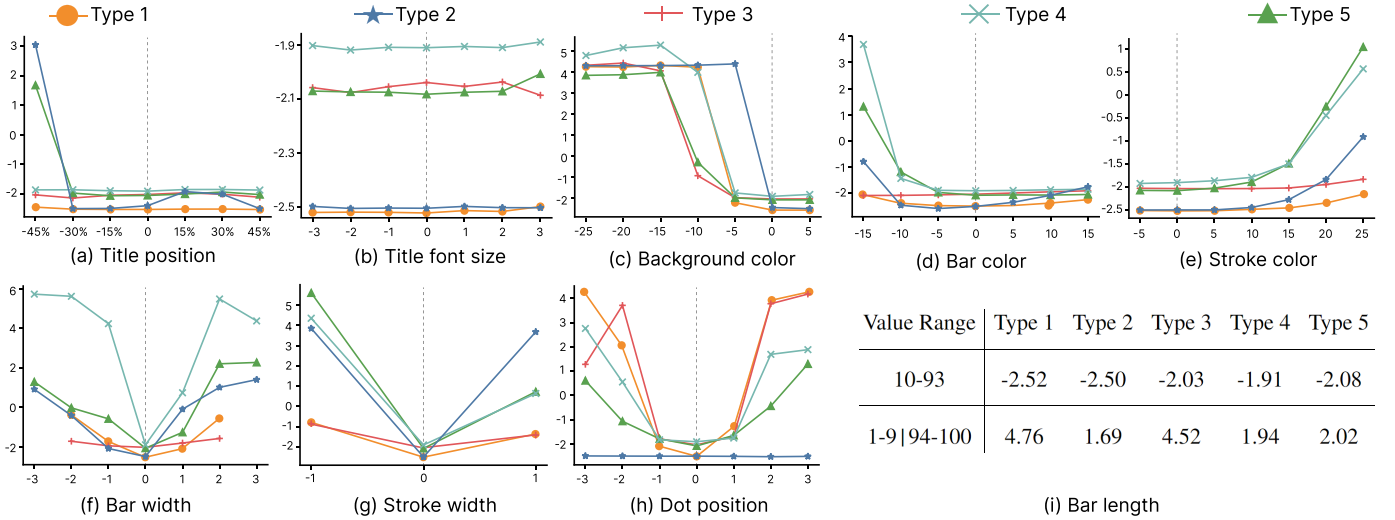 Type 1 Type 2 Type 3 Type 4 Type 5
3
2
1
0
-1
-2
-45% -30% -15% 0 15% 30% 45%
(a) Title position
-1.9
-2.1
-2.3
-2.5
-3 -2 -1 0 1 2 3
(b) Title font size
5
4
3
2
1
0
-1
-2
-25 -20 -15 -10 -5 0 5
(c) Background color
4
3
2
1
0
-1
-2
-15 -10 -5 0 5 10 15
(d) Bar color
1
0.5
0
-0.5
-1
-1.5
-2
-2.5
-5 0 5 10 15 20 25
(e) Stroke color
6
4
2
0
-2
-3 -2 -1 0 1 2 3
(f) Bar width
5
4
3
2
1
0
-1
-2
-1 0 1
(g) Stroke width
4
3
2
1
0
-1
-2
-3 -2 -1 0 1 2 3
(h) Dot position
Value Range Type 1 Type 2 Type 3 Type 4 Type 5
10-93 -2.52 -2.50 -2.03 -1.91 -2.08
1-9|94-100 4.76 1.69 4.52 1.94 2.02
(i) Bar length